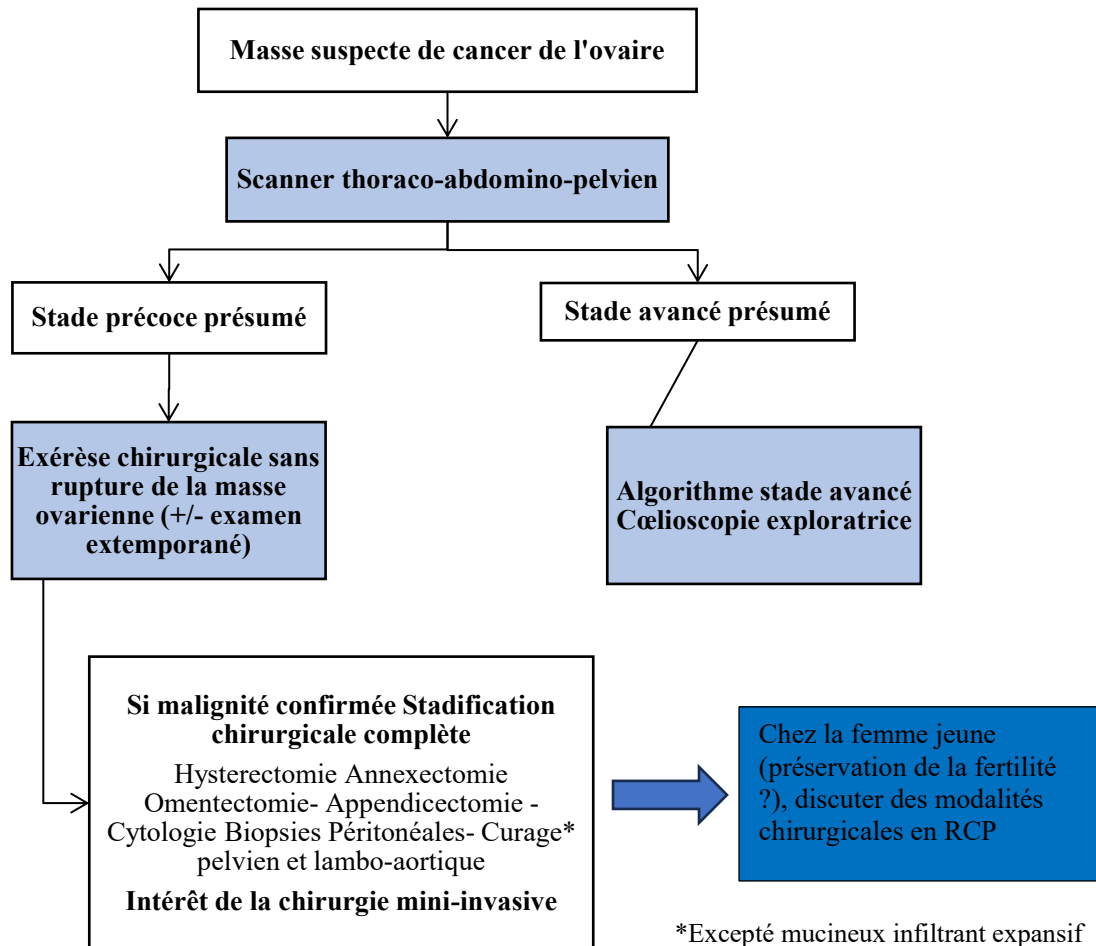 Masse suspecte de cancer de l'ovaire
Scanner thoraco-abdomino-pelvien
Stade précoce présumé
Stade avancé présumé
Exérèse chirurgicale sans
rupture de la masse
ovarienne (+/- examen
extemporané)
Algorithme stade avancé
Cœlioscopie exploratrice
Si malignité confirmée Stadification
chirurgicale complète
Hysterectomie Annexectomie
Omentectomie- Appendicectomie -
Cytologie Biopsies Péritonéales- Curage*
pelvien et lambo-aortique
Intérêt de la chirurgie mini-invasive
Chez la femme jeune
(préservation de la fertilité
?), discuter des modalités
chirurgicales en RCP
*Excepté mucineux infiltrant expansif